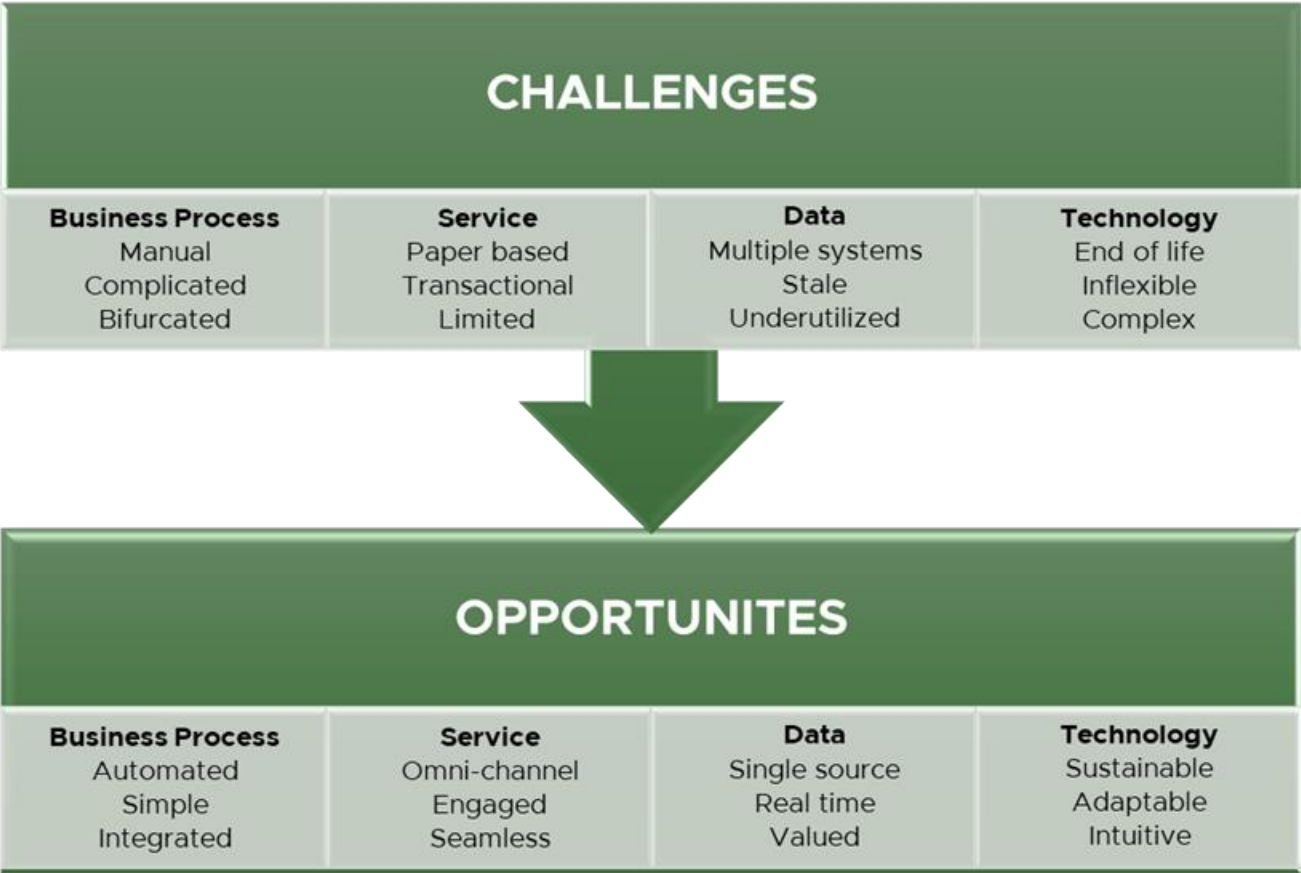 CHALLENGES
Business Process
Manual
Complicated
Bifurcated
Service
Paper based
Transactional
Limited
Data
Multiple systems
Stale
Underutilized
Technology
End of life
Inflexible
Complex
OPPORTUNITES
Business Process
Automated
Simple
Integrated
Service
Omni-channel
Engaged
Seamless
Data
Single source
Real time
Valued
Technology
Sustainable
Adaptable
Intuitive